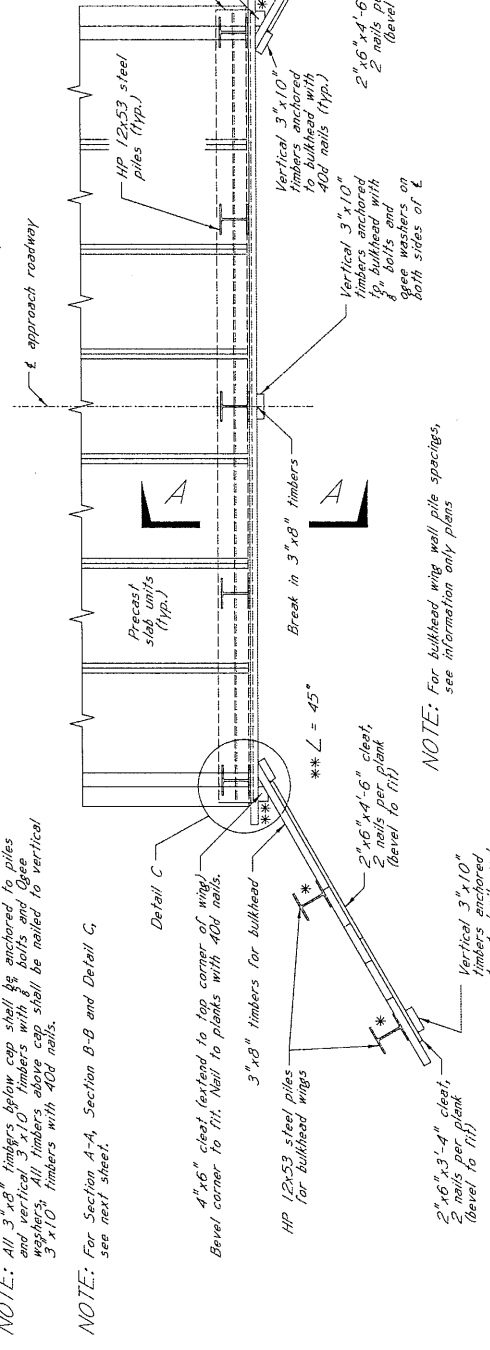 NOTE: All 3"x8" timbers below cap shall be anchored to piles
and vertical 3"x10" timbers with 5/8" bolts and Ogee
washers. All timbers above cap shall be nailed to vertical
3"x10" timbers with 40d nails.
NOTE: For Section A-A, Section B-B and Detail C,
see next sheet.
℄ approach roadway
HP 12x53 steel
piles (typ.)
Precast
slab units
(typ.)
A
A
Detail C
4"x6" cleat (extend to top corner of wing)
Bevel corner to fit. Nail to planks with 40d nails.
3"x8" timbers for bulkhead
HP 12x53 steel piles
for bulkhead wings
**
*
*
** ∠ = 45°
Break in 3"x8" timbers
2"x6"x4'-6" cleat,
2 nails per plank
(bevel to fit)
2"x6"x3'-4" cleat,
2 nails per plank
(bevel to fit)
Vertical 3"x10"
timbers anchored
Vertical 3"x10"
timbers anchored
to bulkhead with
5/8" bolts and
ogee washers on
both sides of ℄
Vertical 3"x10"
timbers anchored
to bulkhead with
40d nails (typ.)
**
2"x6"x4'-6
2 nails
(bevel
NOTE: For bulkhead wing wall pile spacings,
see information only plans